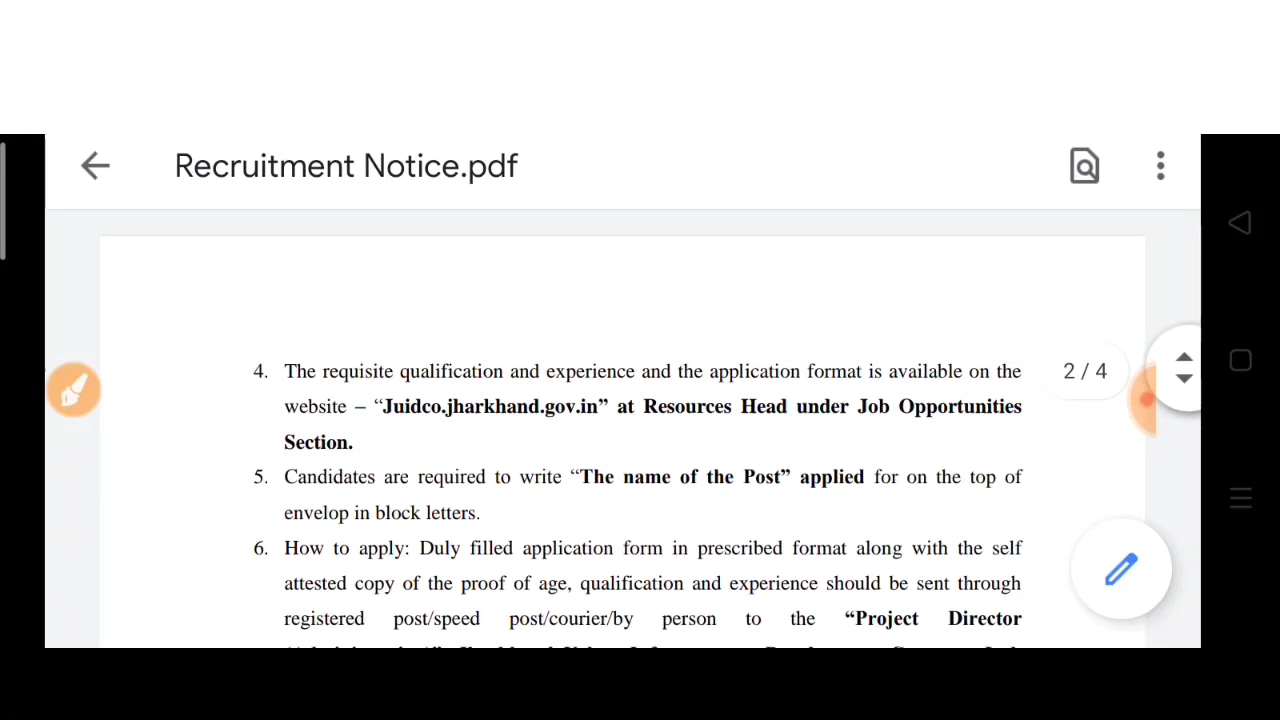 Recruitment Notice.pdf
4. The requisite qualification and experience and the application format is available on the
website – “Juidco.jharkhand.gov.in” at Resources Head under Job Opportunities
Section.
2 / 4
5. Candidates are required to write “The name of the Post” applied for on the top of
envelop in block letters.
6. How to apply: Duly filled application form in prescribed format along with the self
attested copy of the proof of age, qualification and experience should be sent through
registered post/speed post/courier/by person to the “Project Director